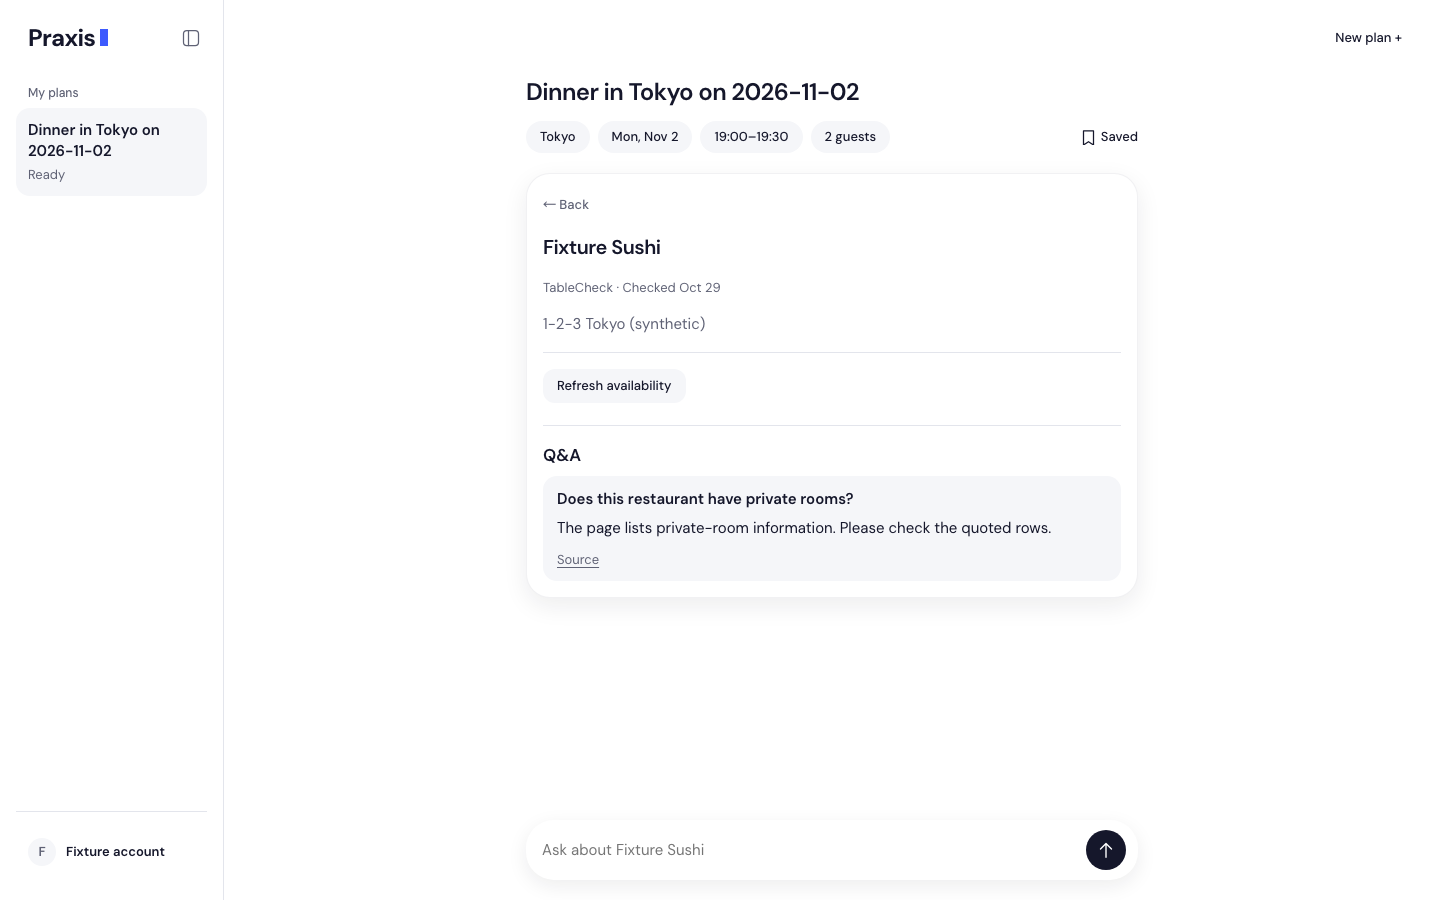 Praxis
My plans
Dinner in Tokyo on
2026-11-02
Ready
F
Fixture account
New plan +
Dinner in Tokyo on 2026-11-02
Tokyo
Mon, Nov 2
19:00–19:30
2 guests
Saved
← Back
Fixture Sushi
TableCheck · Checked Oct 29
1-2-3 Tokyo (synthetic)
Refresh availability
Q&A
Does this restaurant have private rooms?
The page lists private-room information. Please check the quoted rows.
Source
Ask about Fixture Sushi